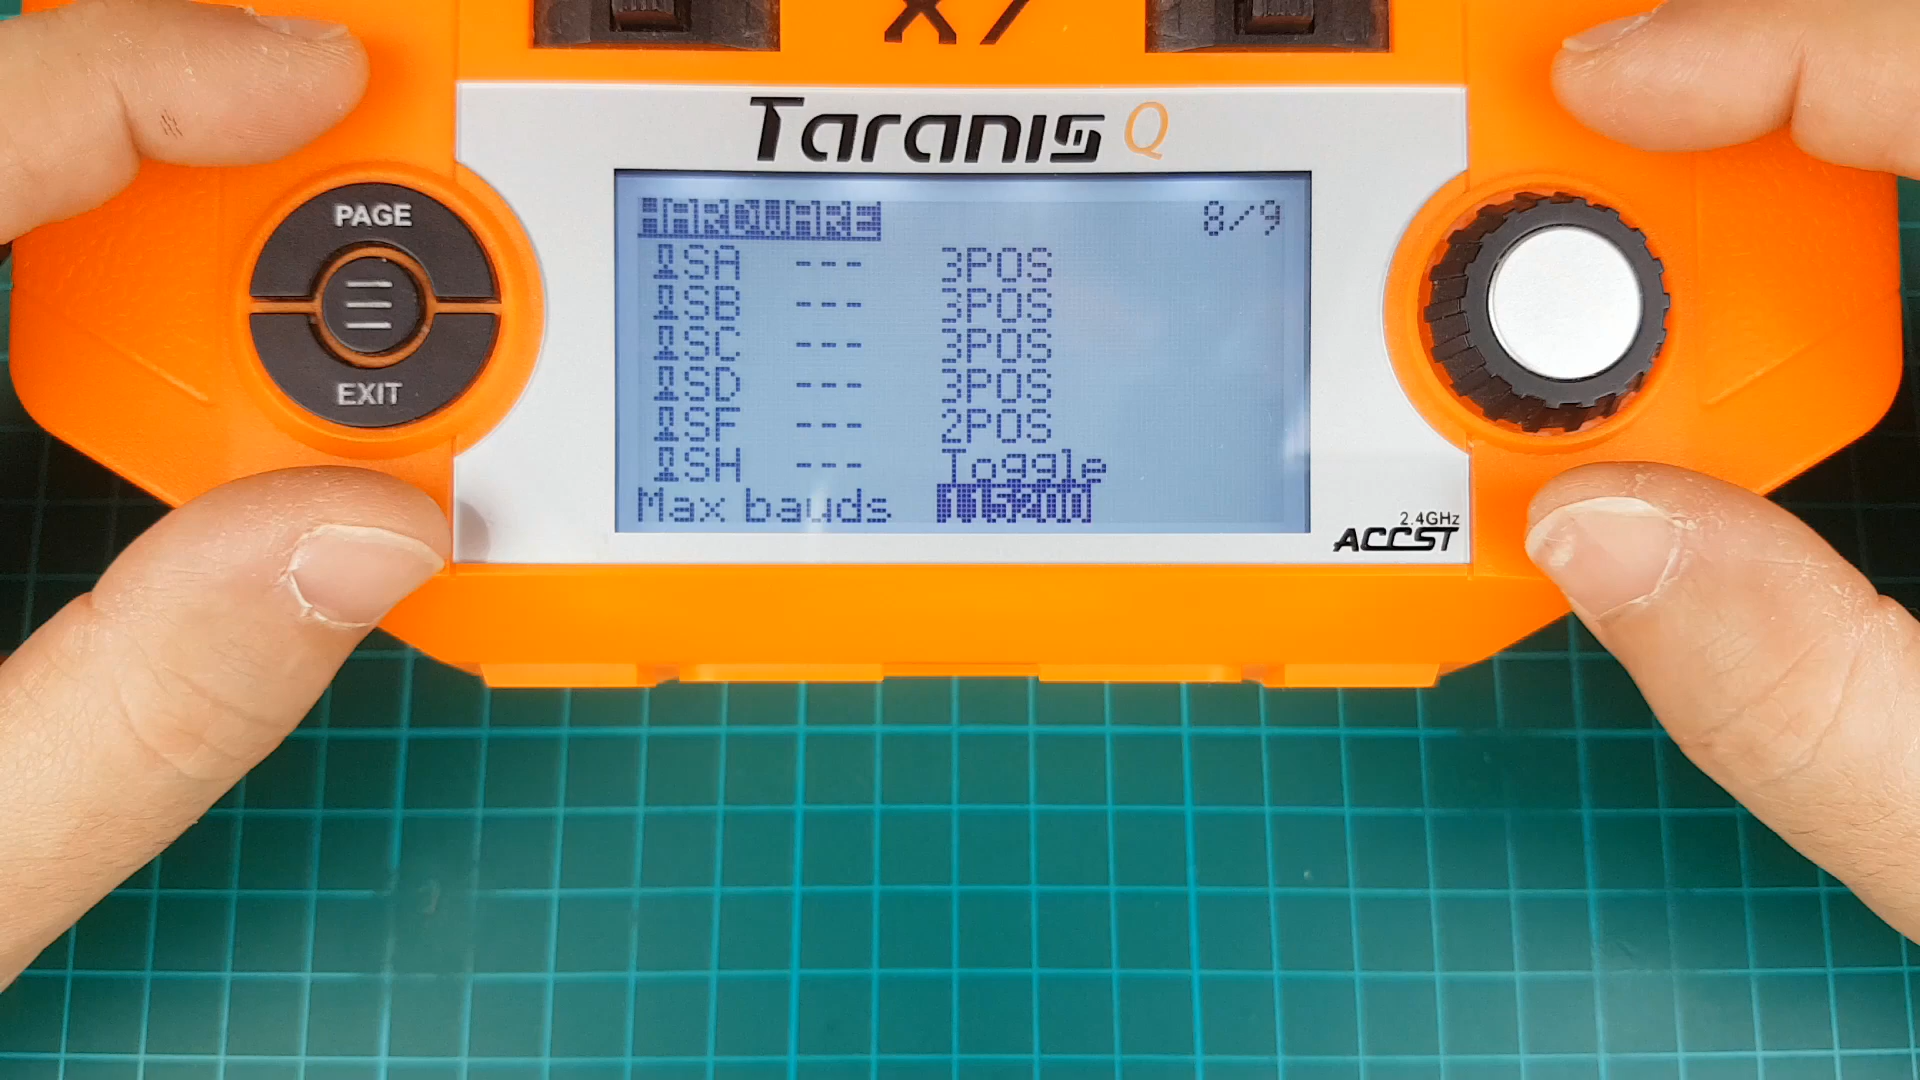 X7
Taranis Q
PAGE
EXIT
HARDWARE 8/9
SA --- 3POS
SB --- 3POS
SC --- 3POS
SD --- 3POS
SF --- 2POS
SH --- Toggle
Max bauds
2.4GHz
ACCST